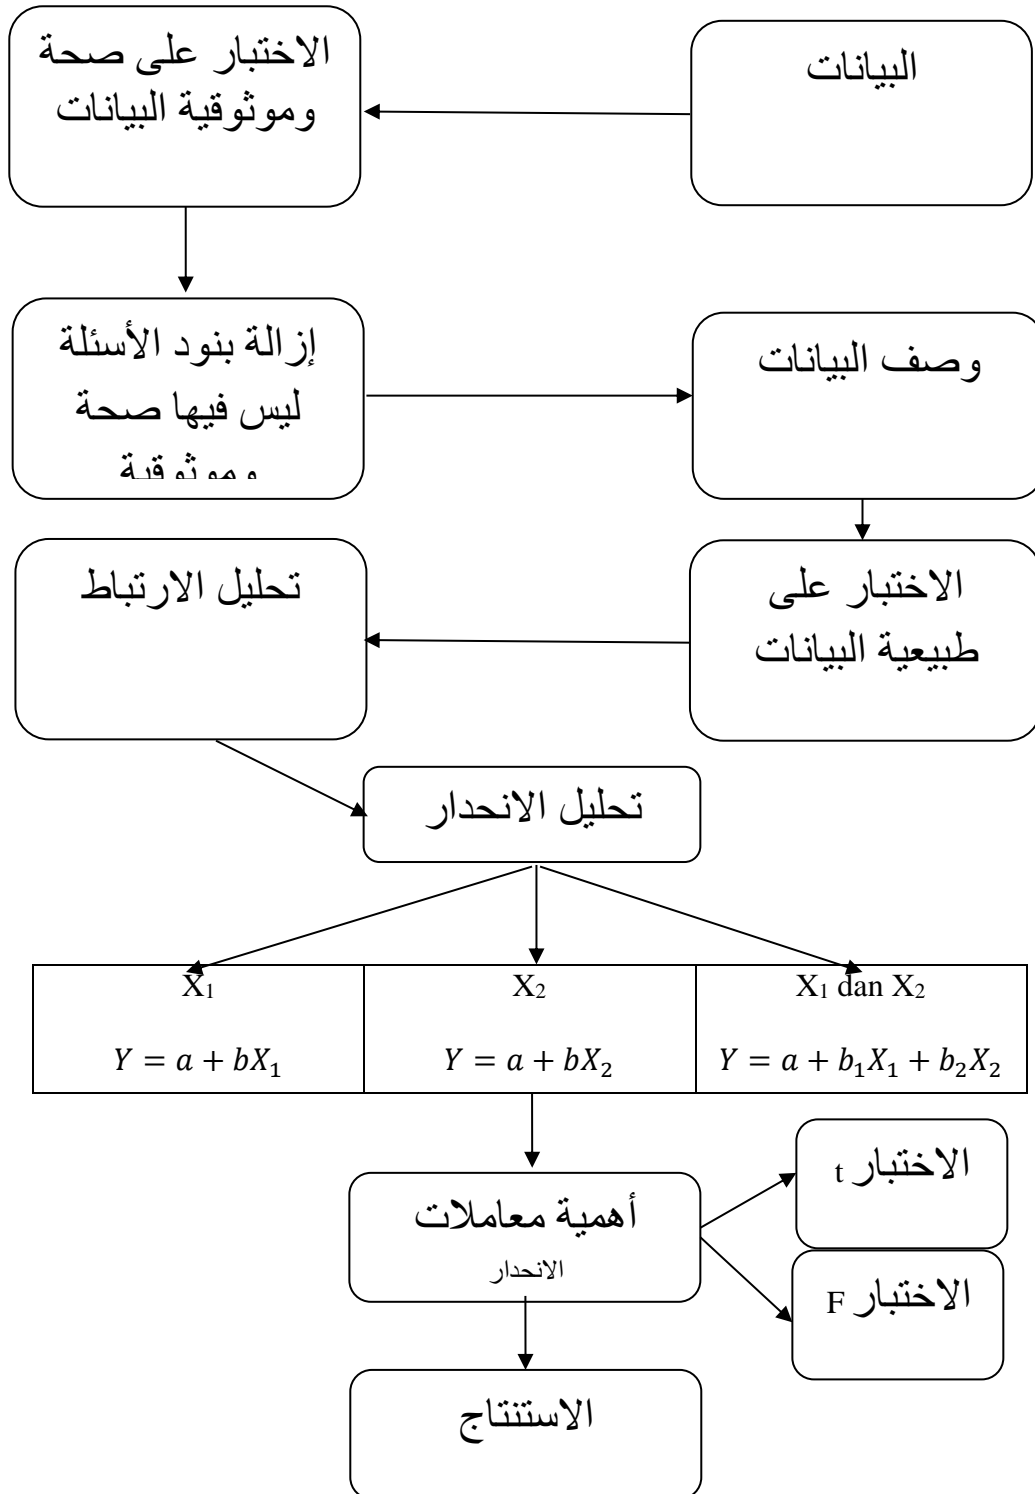 البيانات
الاختبار على صحة
وموثوقية البيانات
إزالة بنود الأسئلة
ليس فيها صحة
وموثوقية
وصف البيانات
الاختبار على
طبيعية البيانات
تحليل الارتباط
تحليل الانحدار
X₁
Y = a + bX₁
X₂
Y = a + bX₂
X₁ dan X₂
Y = a + b₁X₁ + b₂X₂
أهمية معاملات
الانحدار
الاختبار t
الاختبار F
الاستنتاج